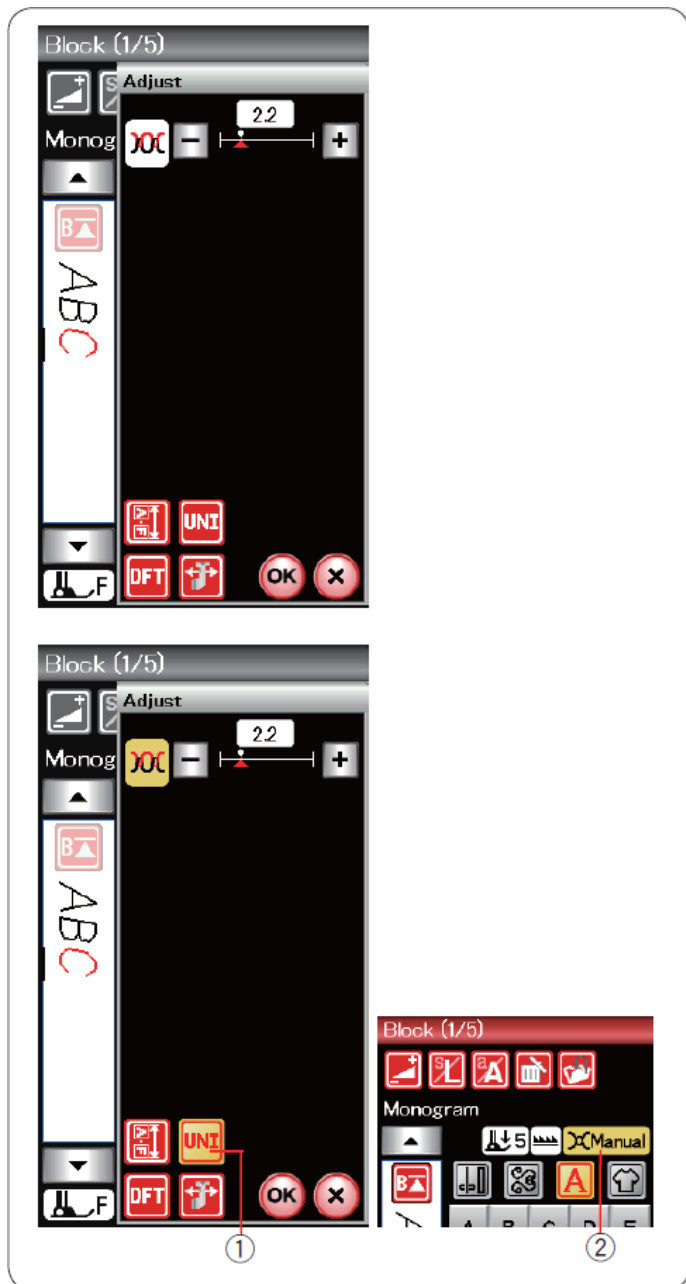 Block (1/5)
Adjust
Monog
2.2
B
ABC
UNI
F
DFT
OK
Block (1/5)
Adjust
Monog
2.2
B
ABC
UNI
F
DFT
OK
①
Block (1/5)
s L a A
Monogram
5 Manual
B A
②